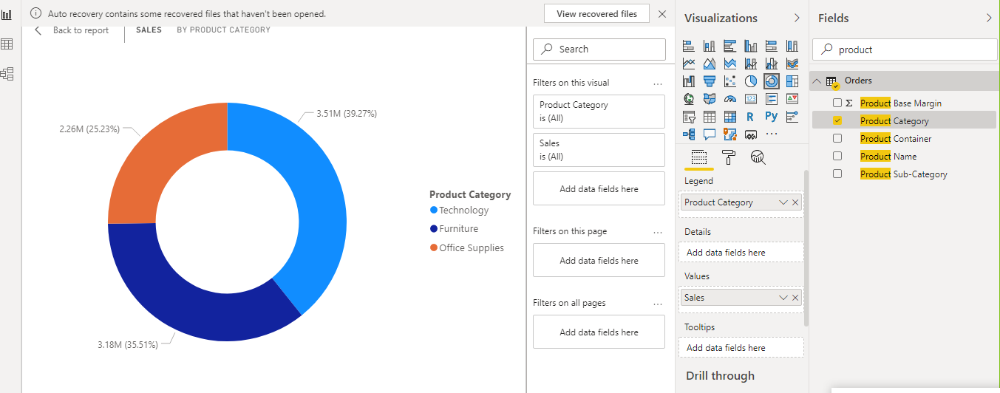 Auto recovery contains some recovered files that haven't been opened.
View recovered files
Back to report
SALES
BY PRODUCT CATEGORY
3.51M (39.27%)
2.26M (25.23%)
3.18M (35.51%)
Product Category
Technology
Furniture
Office Supplies
Search
Filters on this visual
...
Product Category
is (All)
Sales
is (All)
Add data fields here
Filters on this page
...
Add data fields here
Filters on all pages
...
Add data fields here
Visualizations
123
R
Py
...
Legend
Product Category
Details
Add data fields here
Values
Sales
Tooltips
Add data fields here
Drill through
Fields
product
Orders
Σ Product Base Margin
Product Category
Product Container
Product Name
Product Sub-Category